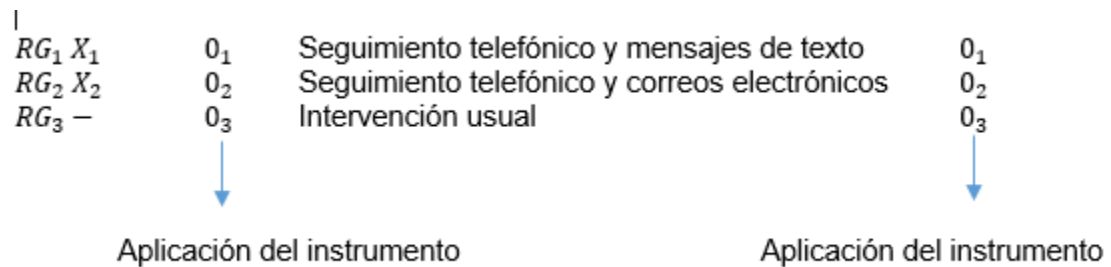 |
RG₁ X₁ 0₁ Seguimiento telefónico y mensajes de texto 0₁
RG₂ X₂ 0₂ Seguimiento telefónico y correos electrónicos 0₂
RG₃ − 0₃ Intervención usual 0₃
Aplicación del instrumento Aplicación del instrumento